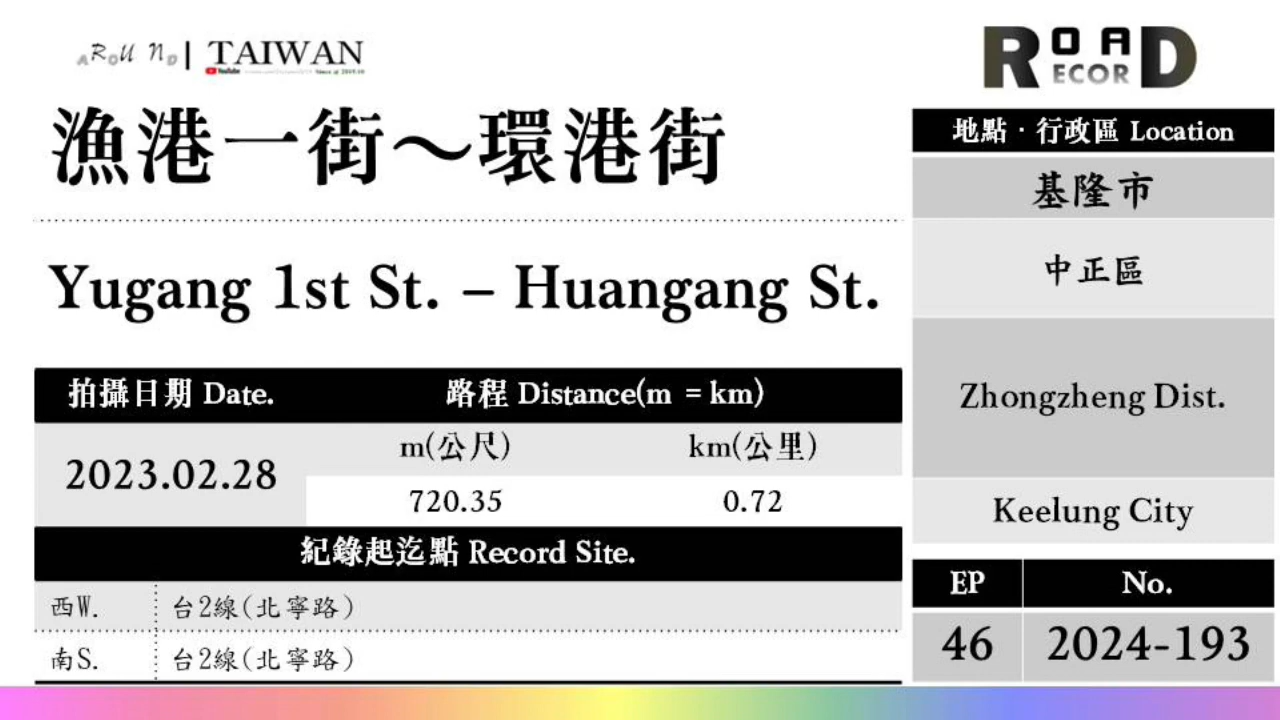 AROUND | TAIWAN
YouTube
ROAD
RECORD
漁港一街～環港街
Yugang 1st St. – Huangang St.
拍攝日期 Date.
路程 Distance(m = km)
2023.02.28
m(公尺)
km(公里)
720.35
0.72
紀錄起迄點 Record Site.
西W.
台2線(北寧路)
南S.
台2線(北寧路)
地點．行政區 Location
基隆市
中正區
Zhongzheng Dist.
Keelung City
EP
No.
46
2024-193